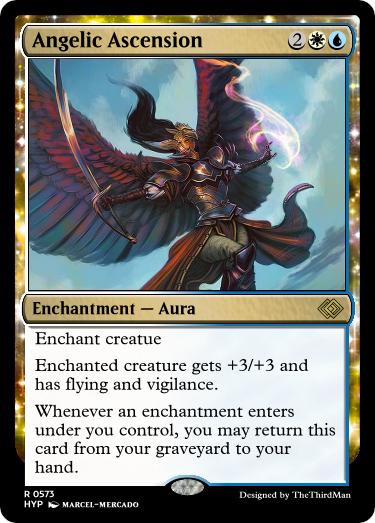 Angelic Ascension 2
Enchantment — Aura
Enchant creatue
Enchanted creature gets +3/+3 and
has flying and vigilance.
Whenever an enchantment enters
under you control, you may return this
card from your graveyard to your
hand.
R 0573
HYP MARCEL-MERCADO
Designed by TheThirdMan